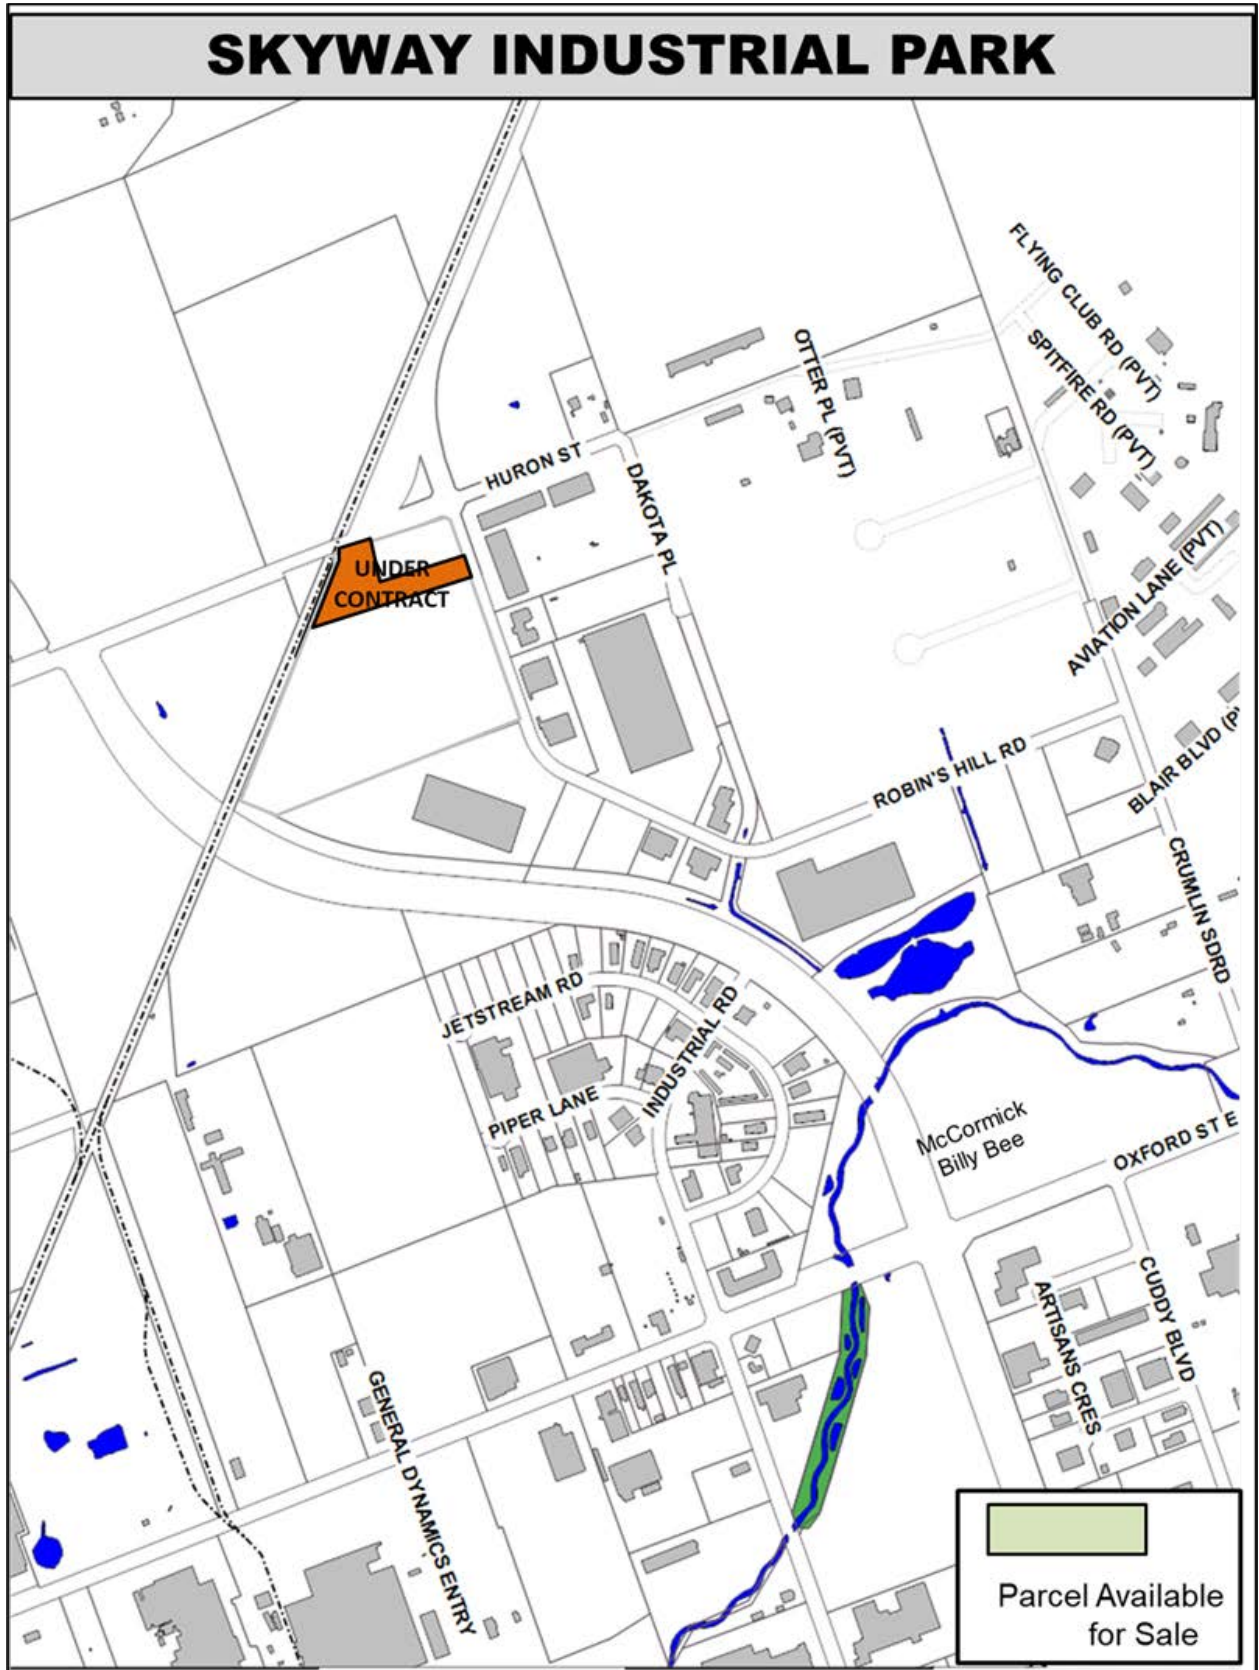 SKYWAY INDUSTRIAL PARK
FLYING CLUB RD (PVT)
SPITFIRE RD (PVT)
OTTER PL (PVT)
HURON ST
DAKOTA PL
UNDER
CONTRACT
AVIATION LANE (PVT)
BLAIR BLVD (P
ROBIN'S HILL RD
CRUMLIN SDRD
JETSTREAM RD
INDUSTRIAL RD
PIPER LANE
McCormick
Billy Bee
OXFORD ST E
CUDDY BLVD
ARTISANS CRES
GENERAL DYNAMICS ENTRY
Parcel Available
for Sale